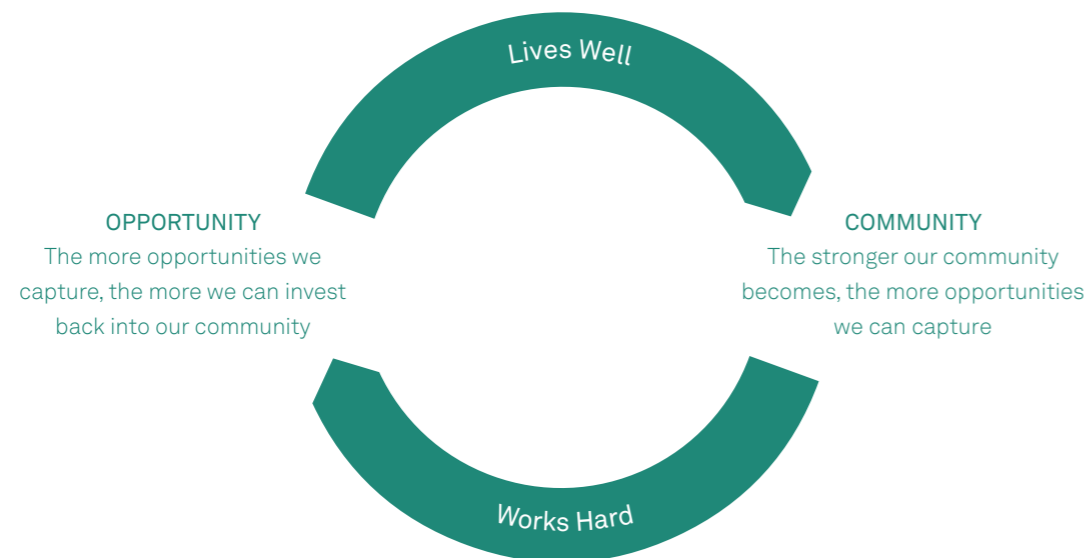 Lives Well
OPPORTUNITY
The more opportunities we
capture, the more we can invest
back into our community
COMMUNITY
The stronger our community
becomes, the more opportunities
we can capture
Works Hard